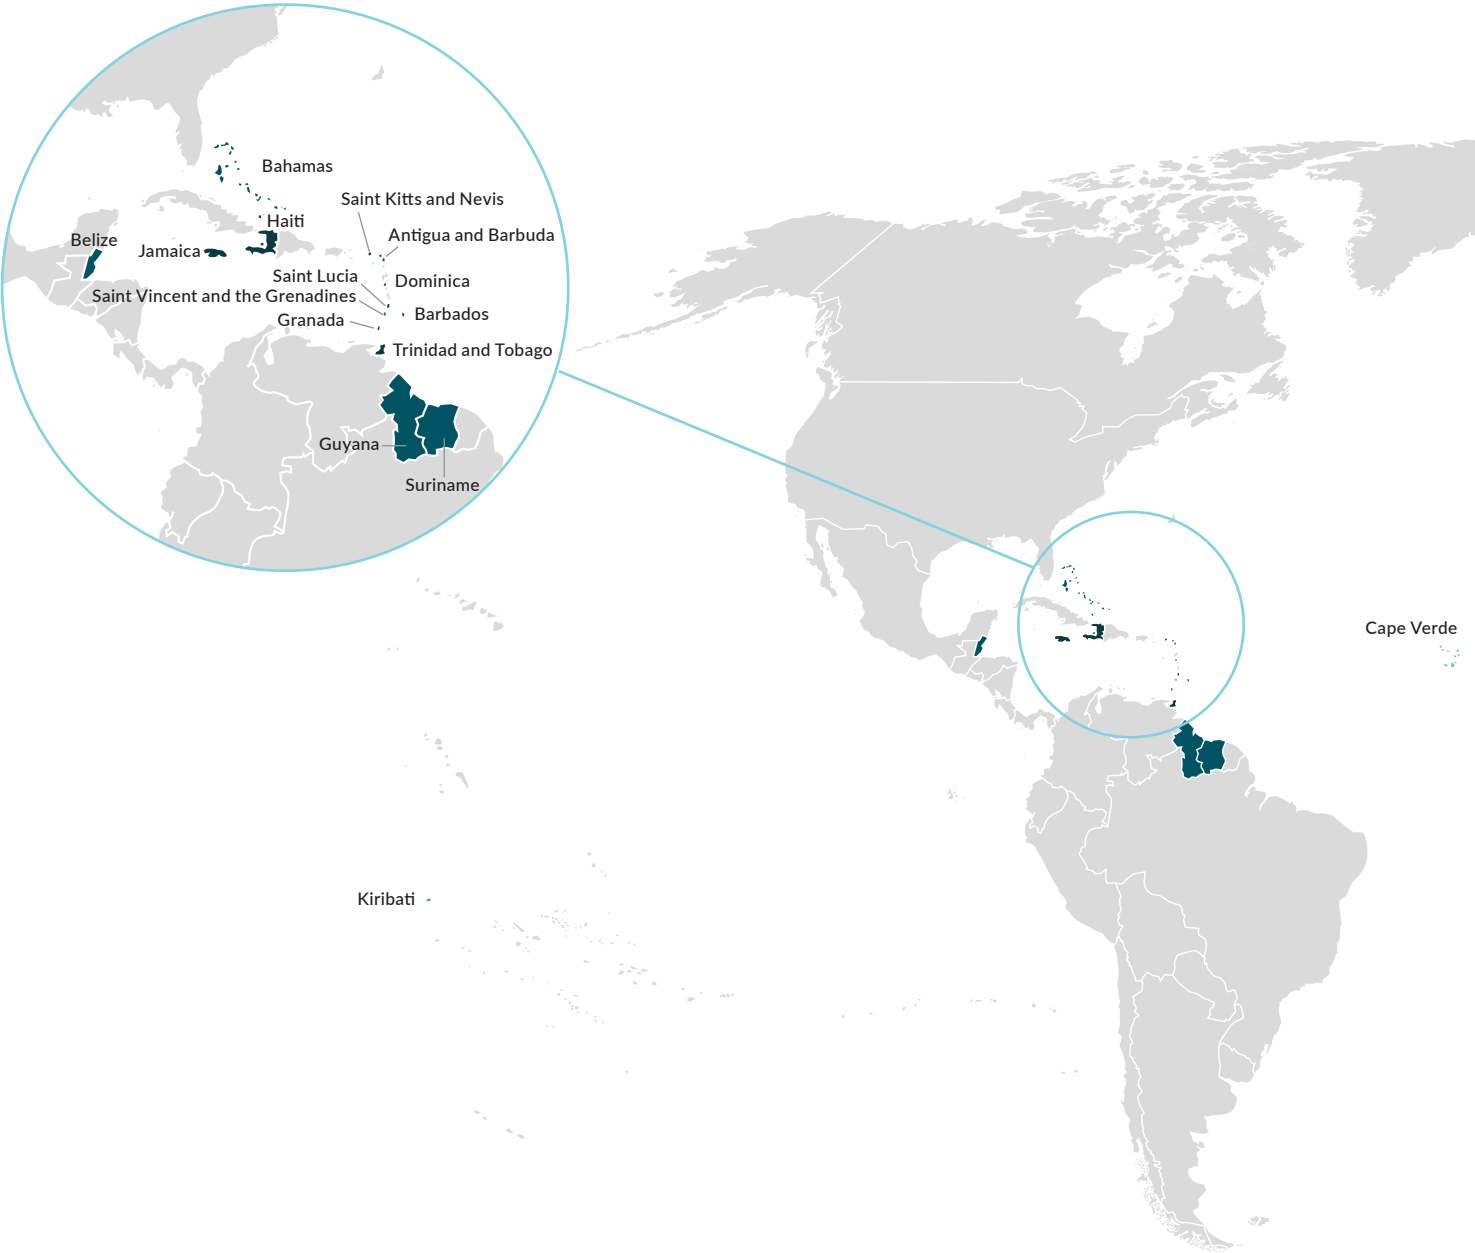 Bahamas
Saint Kitts and Nevis
Haiti
Antigua and Barbuda
Belize
Jamaica
Saint Lucia
Dominica
Saint Vincent and the Grenadines
Barbados
Granada
Trinidad and Tobago
Guyana
Suriname
Cape Verde
Kiribati